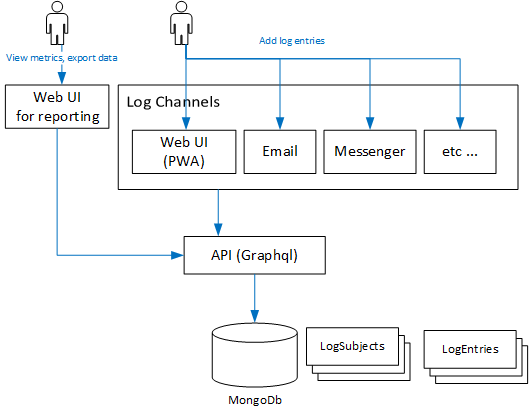 View metrics, export data
Add log entries
Web UI
for reporting
Log Channels
Web UI
(PWA)
Email
Messenger
etc ...
API (Graphql)
LogSubjects
LogEntries
MongoDb